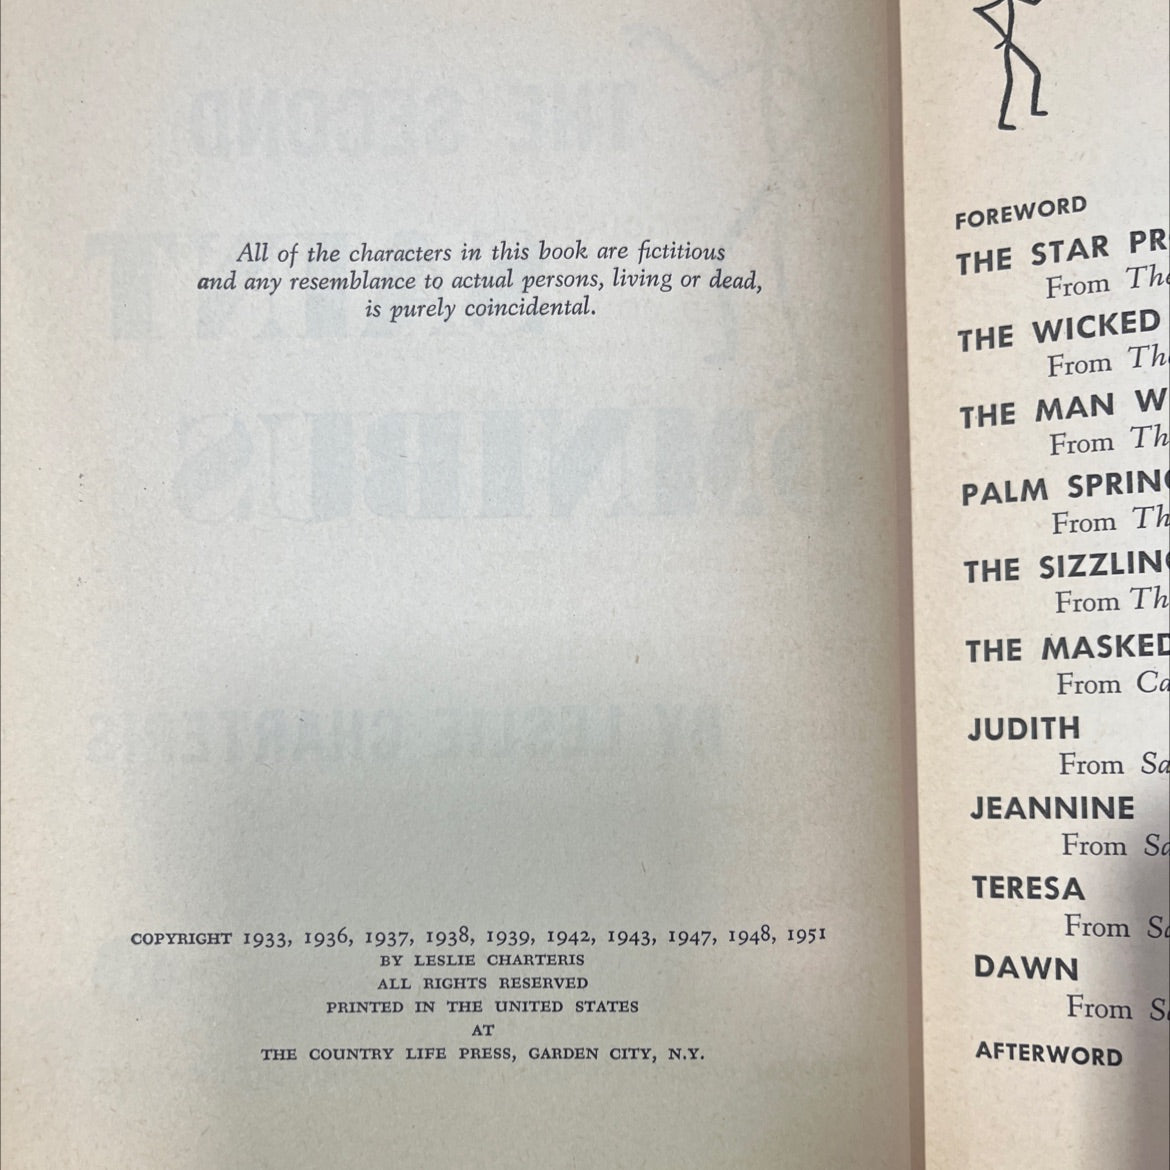 All of the characters in this book are fictitious
and any resemblance to actual persons, living or dead,
is purely coincidental.
COPYRIGHT 1933, 1936, 1937, 1938, 1939, 1942, 1943, 1947, 1948, 1951
BY LESLIE CHARTERIS
ALL RIGHTS RESERVED
PRINTED IN THE UNITED STATES
AT
THE COUNTRY LIFE PRESS, GARDEN CITY, N.Y.
FOREWORD
THE STAR PR
From The
THE WICKED
From Th
THE MAN W
From Th
PALM SPRING
From Th
THE SIZZLING
From Th
THE MASKED
From Ca
JUDITH
From Sa
JEANNINE
From Sa
TERESA
From Sa
DAWN
From Sa
AFTERWORD